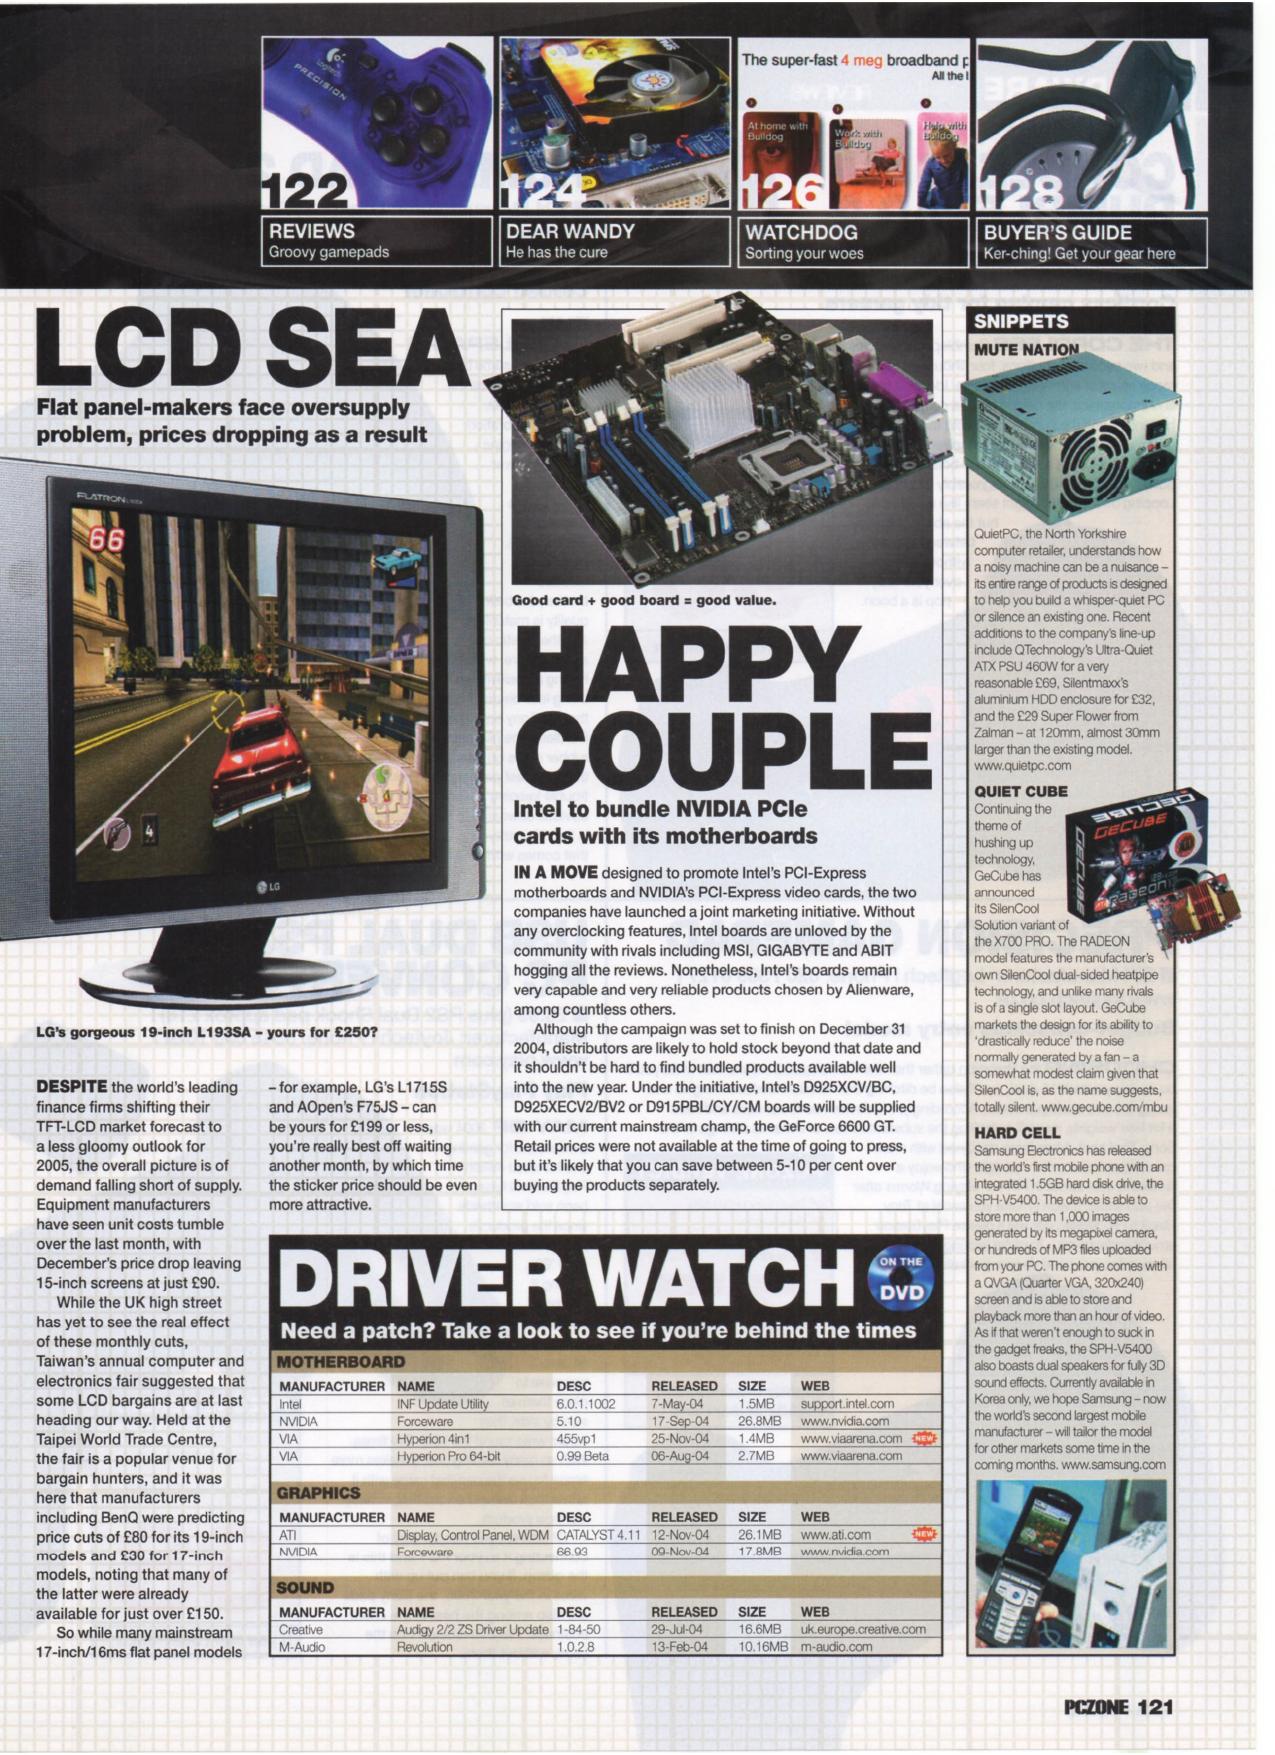 Logitech
PRECISION
122
REVIEWS
Groovy gamepads
124
DEAR WANDY
He has the cure
The super-fast 4 meg broadband p
All the l
At home with
Bulldog
Work with
Bulldog
Help with
Bulldog
126
WATCHDOG
Sorting your woes
128
BUYER'S GUIDE
Ker-ching! Get your gear here
LCD SEA
Flat panel-makers face oversupply
problem, prices dropping as a result
FLATRON
66
4
LG
LG's gorgeous 19-inch L193SA – yours for £250?
DESPITE the world's leading
finance firms shifting their
TFT-LCD market forecast to
a less gloomy outlook for
2005, the overall picture is of
demand falling short of supply.
Equipment manufacturers
have seen unit costs tumble
over the last month, with
December's price drop leaving
15-inch screens at just £90.
While the UK high street
has yet to see the real effect
of these monthly cuts,
Taiwan's annual computer and
electronics fair suggested that
some LCD bargains are at last
heading our way. Held at the
Taipei World Trade Centre,
the fair is a popular venue for
bargain hunters, and it was
here that manufacturers
including BenQ were predicting
price cuts of £80 for its 19-inch
models and £30 for 17-inch
models, noting that many of
the latter were already
available for just over £150.
So while many mainstream
17-inch/16ms flat panel models
– for example, LG's L1715S
and AOpen's F75JS – can
be yours for £199 or less,
you're really best off waiting
another month, by which time
the sticker price should be even
more attractive.
Good card + good board = good value.
HAPPY
COUPLE
Intel to bundle NVIDIA PCIe
cards with its motherboards
IN A MOVE designed to promote Intel's PCI-Express
motherboards and NVIDIA's PCI-Express video cards, the two
companies have launched a joint marketing initiative. Without
any overclocking features, Intel boards are unloved by the
community with rivals including MSI, GIGABYTE and ABIT
hogging all the reviews. Nonetheless, Intel's boards remain
very capable and very reliable products chosen by Alienware,
among countless others.
Although the campaign was set to finish on December 31
2004, distributors are likely to hold stock beyond that date and
it shouldn't be hard to find bundled products available well
into the new year. Under the initiative, Intel's D925XCV/BC,
D925XECV2/BV2 or D915PBL/CY/CM boards will be supplied
with our current mainstream champ, the GeForce 6600 GT.
Retail prices were not available at the time of going to press,
but it's likely that you can save between 5-10 per cent over
buying the products separately.
DRIVER WATCH
ON THE
DVD
Need a patch? Take a look to see if you're behind the times
MOTHERBOARD
MANUFACTURER NAME DESC RELEASED SIZE WEB
Intel INF Update Utility 6.0.1.1002 7-May-04 1.5MB support.intel.com
NVIDIA Forceware 5.10 17-Sep-04 26.8MB www.nvidia.com
VIA Hyperion 4in1 455vp1 25-Nov-04 1.4MB www.viaarena.com NEW
VIA Hyperion Pro 64-bit 0.99 Beta 06-Aug-04 2.7MB www.viaarena.com
GRAPHICS
MANUFACTURER NAME DESC RELEASED SIZE WEB
ATI Display, Control Panel, WDM CATALYST 4.11 12-Nov-04 26.1MB www.ati.com NEW
NVIDIA Forceware 66.93 09-Nov-04 17.8MB www.nvidia.com
SOUND
MANUFACTURER NAME DESC RELEASED SIZE WEB
Creative Audigy 2/2 ZS Driver Update 1-84-50 29-Jul-04 16.6MB uk.europe.creative.com
M-Audio Revolution 1.0.2.8 13-Feb-04 10.16MB m-audio.com
SNIPPETS
MUTE NATION
QuietPC, the North Yorkshire
computer retailer, understands how
a noisy machine can be a nuisance –
its entire range of products is designed
to help you build a whisper-quiet PC
or silence an existing one. Recent
additions to the company's line-up
include QTechnology's Ultra-Quiet
ATX PSU 460W for a very
reasonable £69, Silentmaxx's
aluminium HDD enclosure for £32,
and the £29 Super Flower from
Zalman – at 120mm, almost 30mm
larger than the existing model.
www.quietpc.com
QUIET CUBE
Continuing the
theme of
hushing up
technology,
GeCube has
announced
its SilenCool
Solution variant of
the X700 PRO. The RADEON
model features the manufacturer's
own SilenCool dual-sided heatpipe
technology, and unlike many rivals
is of a single slot layout. GeCube
markets the design for its ability to
'drastically reduce' the noise
normally generated by a fan – a
somewhat modest claim given that
SilenCool is, as the name suggests,
totally silent. www.gecube.com/mbu
GECUBE
GECUBE
GECUBE
RADEON
HARD CELL
Samsung Electronics has released
the world's first mobile phone with an
integrated 1.5GB hard disk drive, the
SPH-V5400. The device is able to
store more than 1,000 images
generated by its megapixel camera,
or hundreds of MP3 files uploaded
from your PC. The phone comes with
a QVGA (Quarter VGA, 320x240)
screen and is able to store and
playback more than an hour of video.
As if that weren't enough to suck in
the gadget freaks, the SPH-V5400
also boasts dual speakers for fully 3D
sound effects. Currently available in
Korea only, we hope Samsung – now
the world's second largest mobile
manufacturer – will tailor the model
for other markets some time in the
coming months. www.samsung.com
PCZONE 121